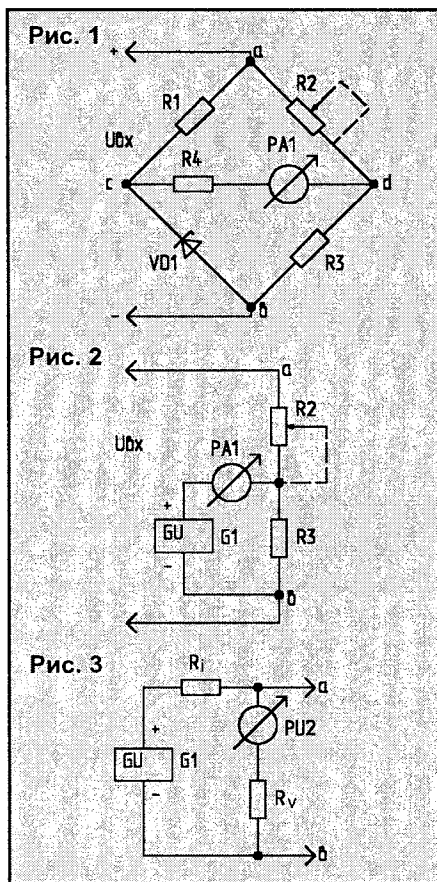 Рис. 1
+
а
R1
R2
Uвх
R4
PA1
c
d
VD1
R3
-
в
Рис. 2
а
R2
Uвх
PA1
+
GU
G1
R3
-
в
Рис. 3
Ri
а
+
PU2
GU
G1
-
Rv
в